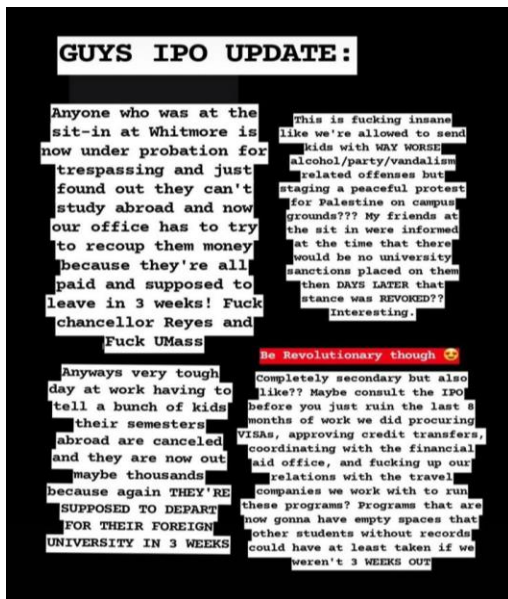 GUYS IPO UPDATE:
Anyone who was at the
sit-in at Whitmore is
now under probation for
trespassing and just
found out they can't
study abroad and now
our office has to try
to recoup them money
because they're all
paid and supposed to
leave in 3 weeks! Fuck
chancellor Reyes and
Fuck UMass
This is fucking insane
like we're allowed to send
kids with WAY WORSE
alcohol/party/vandalism
related offenses but
staging a peaceful protest
for Palestine on campus
grounds??? My friends at
the sit in were informed
at the time that there
would be no university
sanctions placed on them
then DAYS LATER that
stance was REVOKED??
Interesting.
Anyways very tough
day at work having to
tell a bunch of kids
their semesters
abroad are canceled
and they are now out
maybe thousands
because again THEY'RE
SUPPOSED TO DEPART
FOR THEIR FOREIGN
UNIVERSITY IN 3 WEEKS
Be Revolutionary though 😍
Completely secondary but also
like?? Maybe consult the IPO
before you just ruin the last 8
months of work we did procuring
VISAs, approving credit transfers,
coordinating with the financial
aid office, and fucking up our
relations with the travel
companies we work with to run
these programs? Programs that are
now gonna have empty spaces that
other students without records
could have at least taken if we
weren't 3 WEEKS OUT